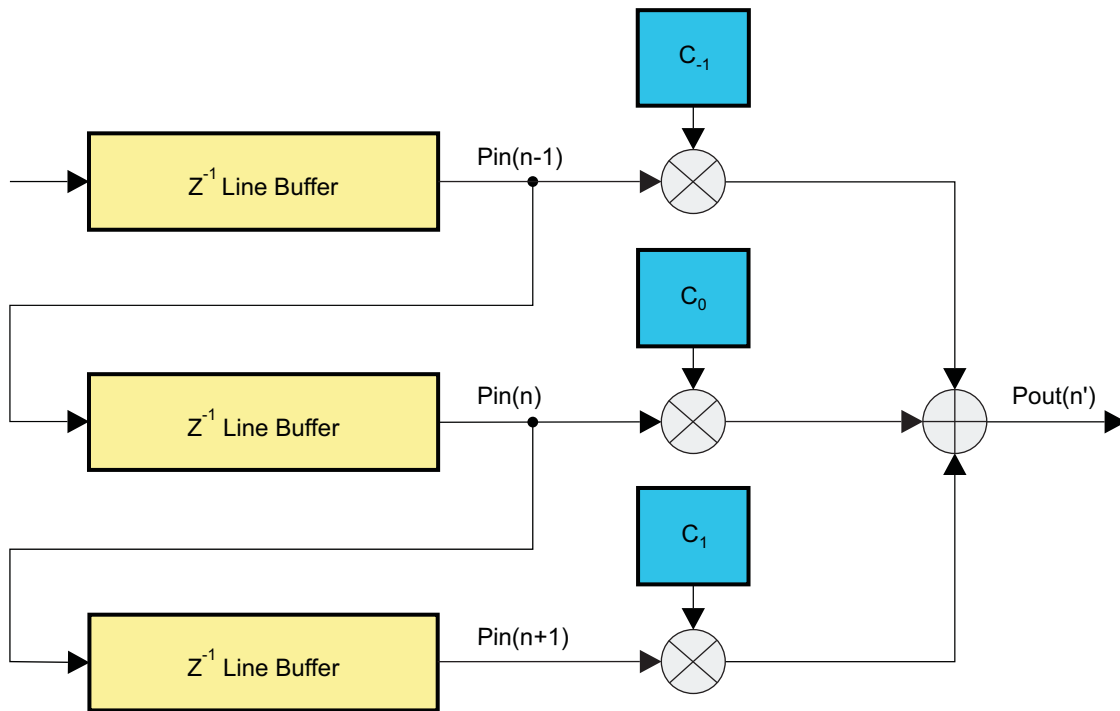 C-1
Pin(n-1)
Z-1 Line Buffer
C0
Pin(n)
Pout(n')
Z-1 Line Buffer
C1
Pin(n+1)
Z-1 Line Buffer